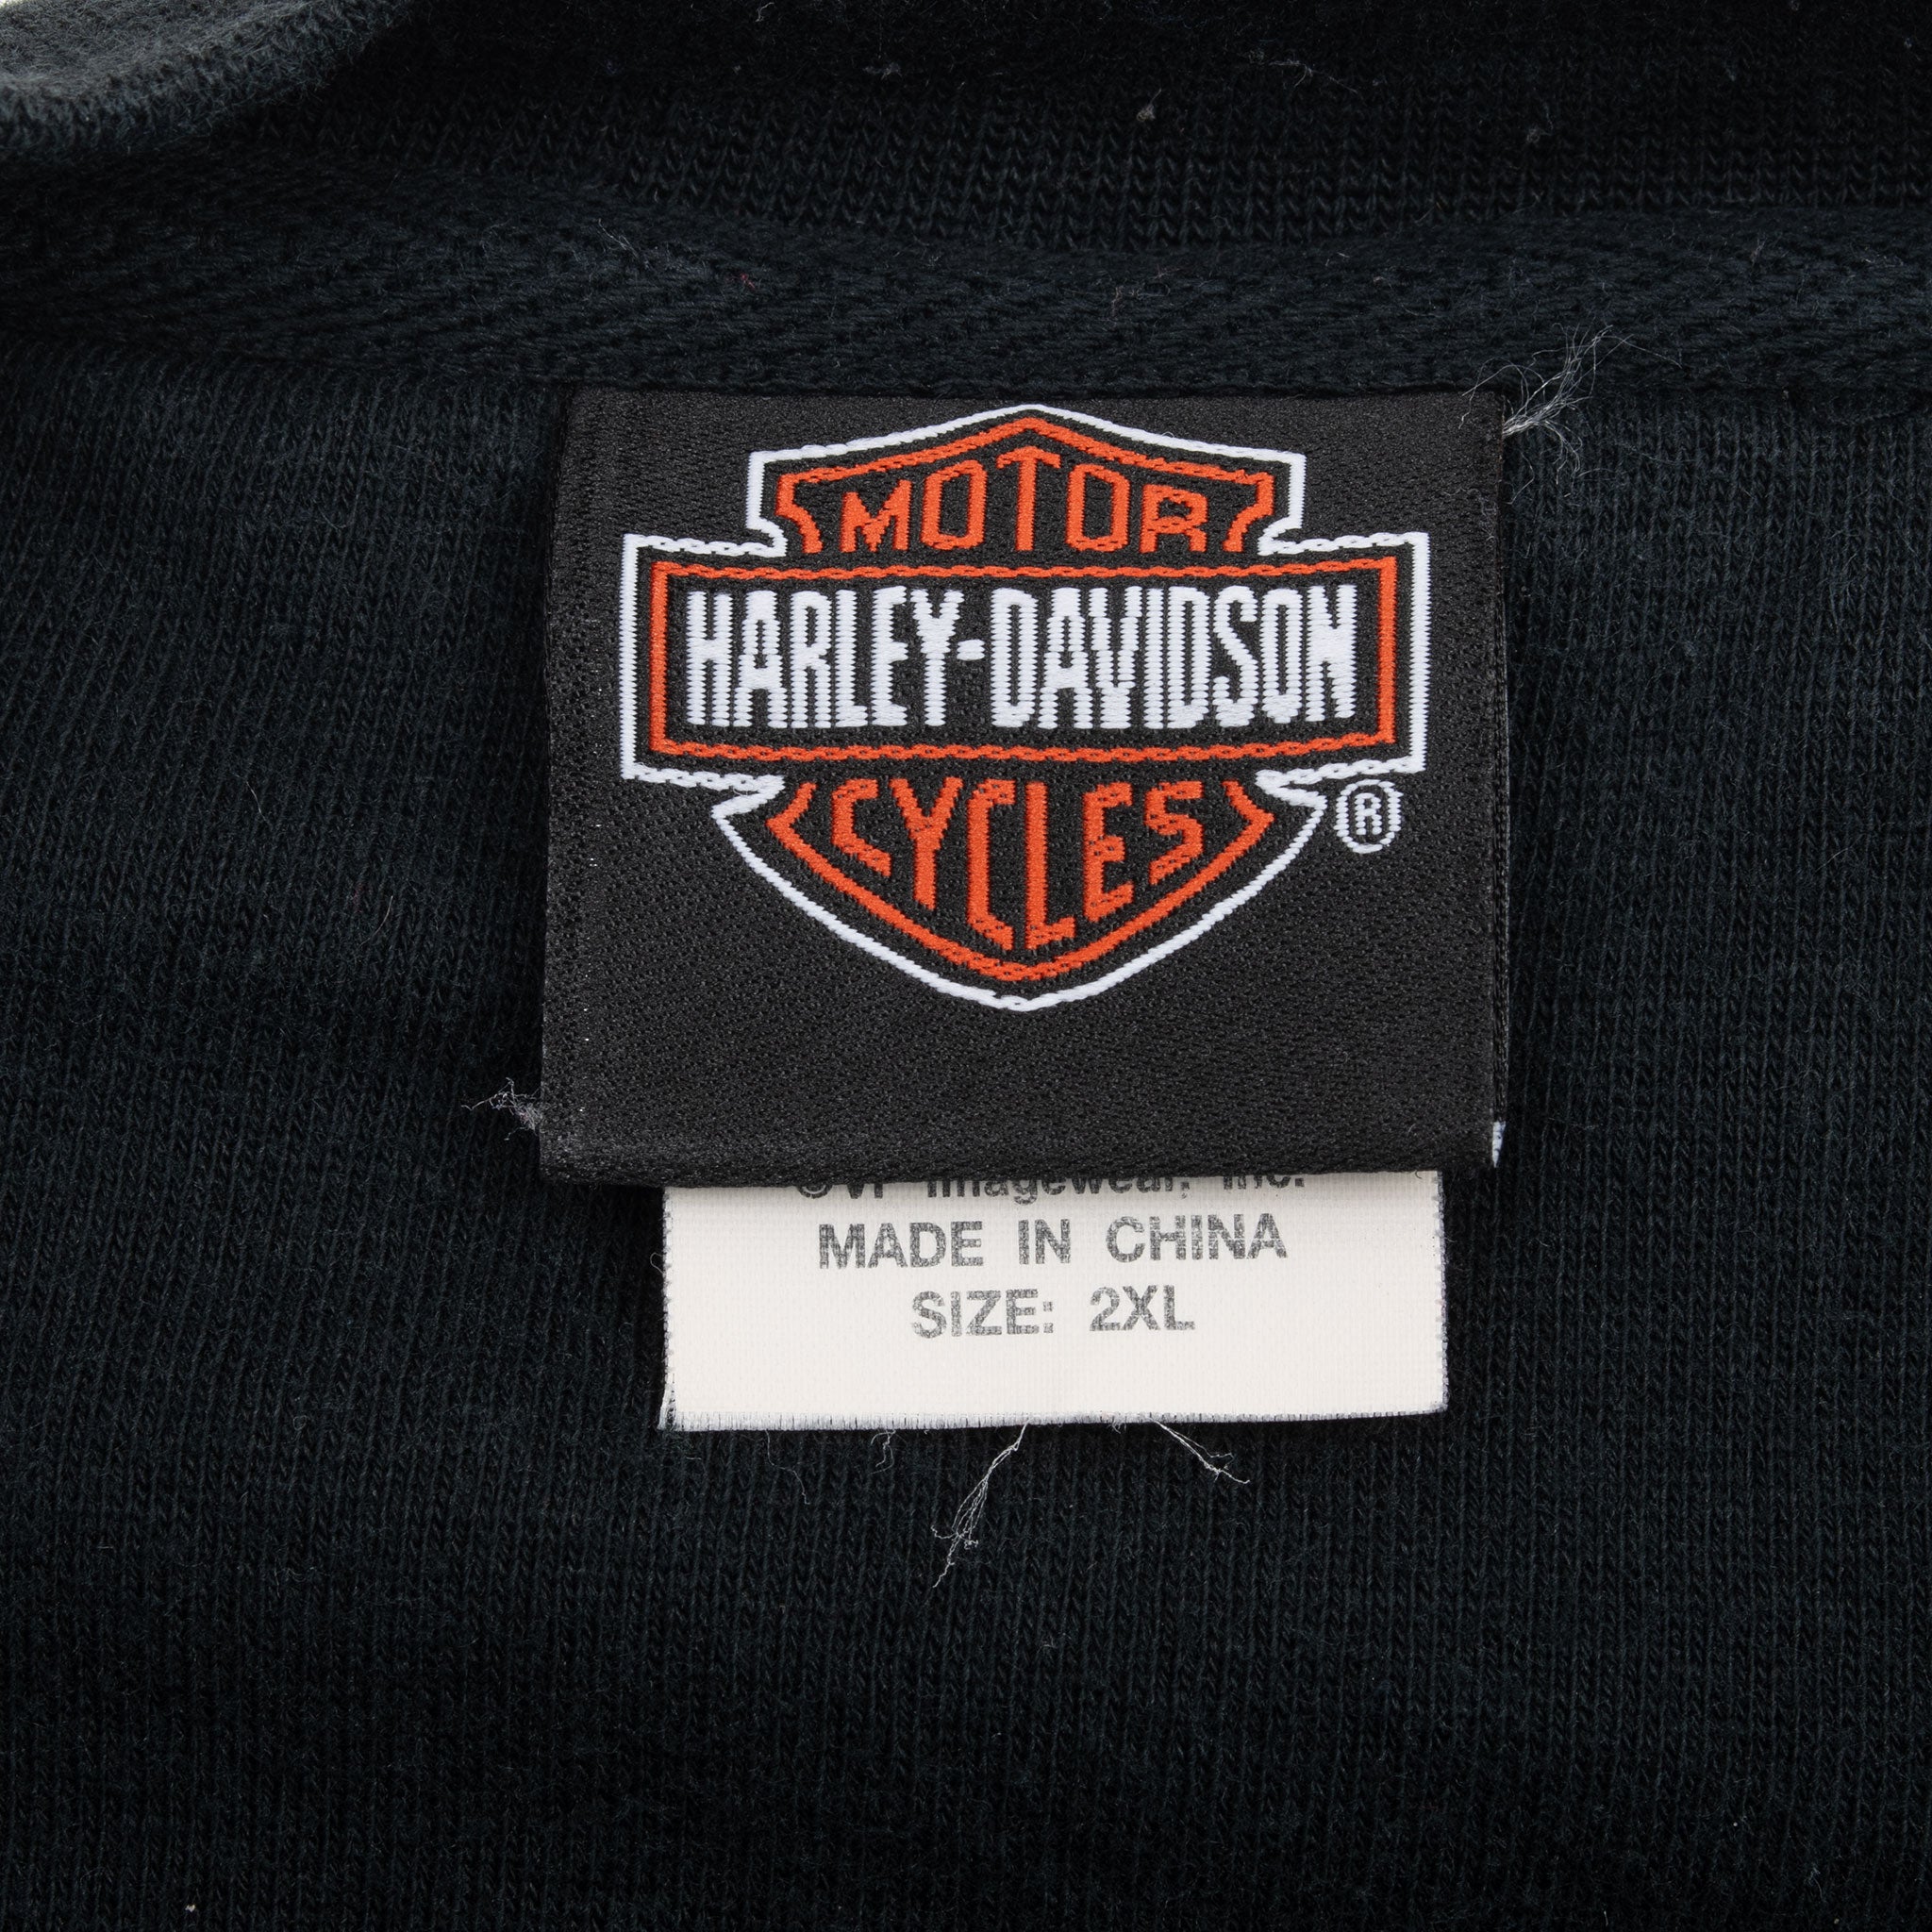 MOTOR
HARLEY-DAVIDSON
CYCLES
®
©VF Imagewear, Inc.
MADE IN CHINA
SIZE: 2XL